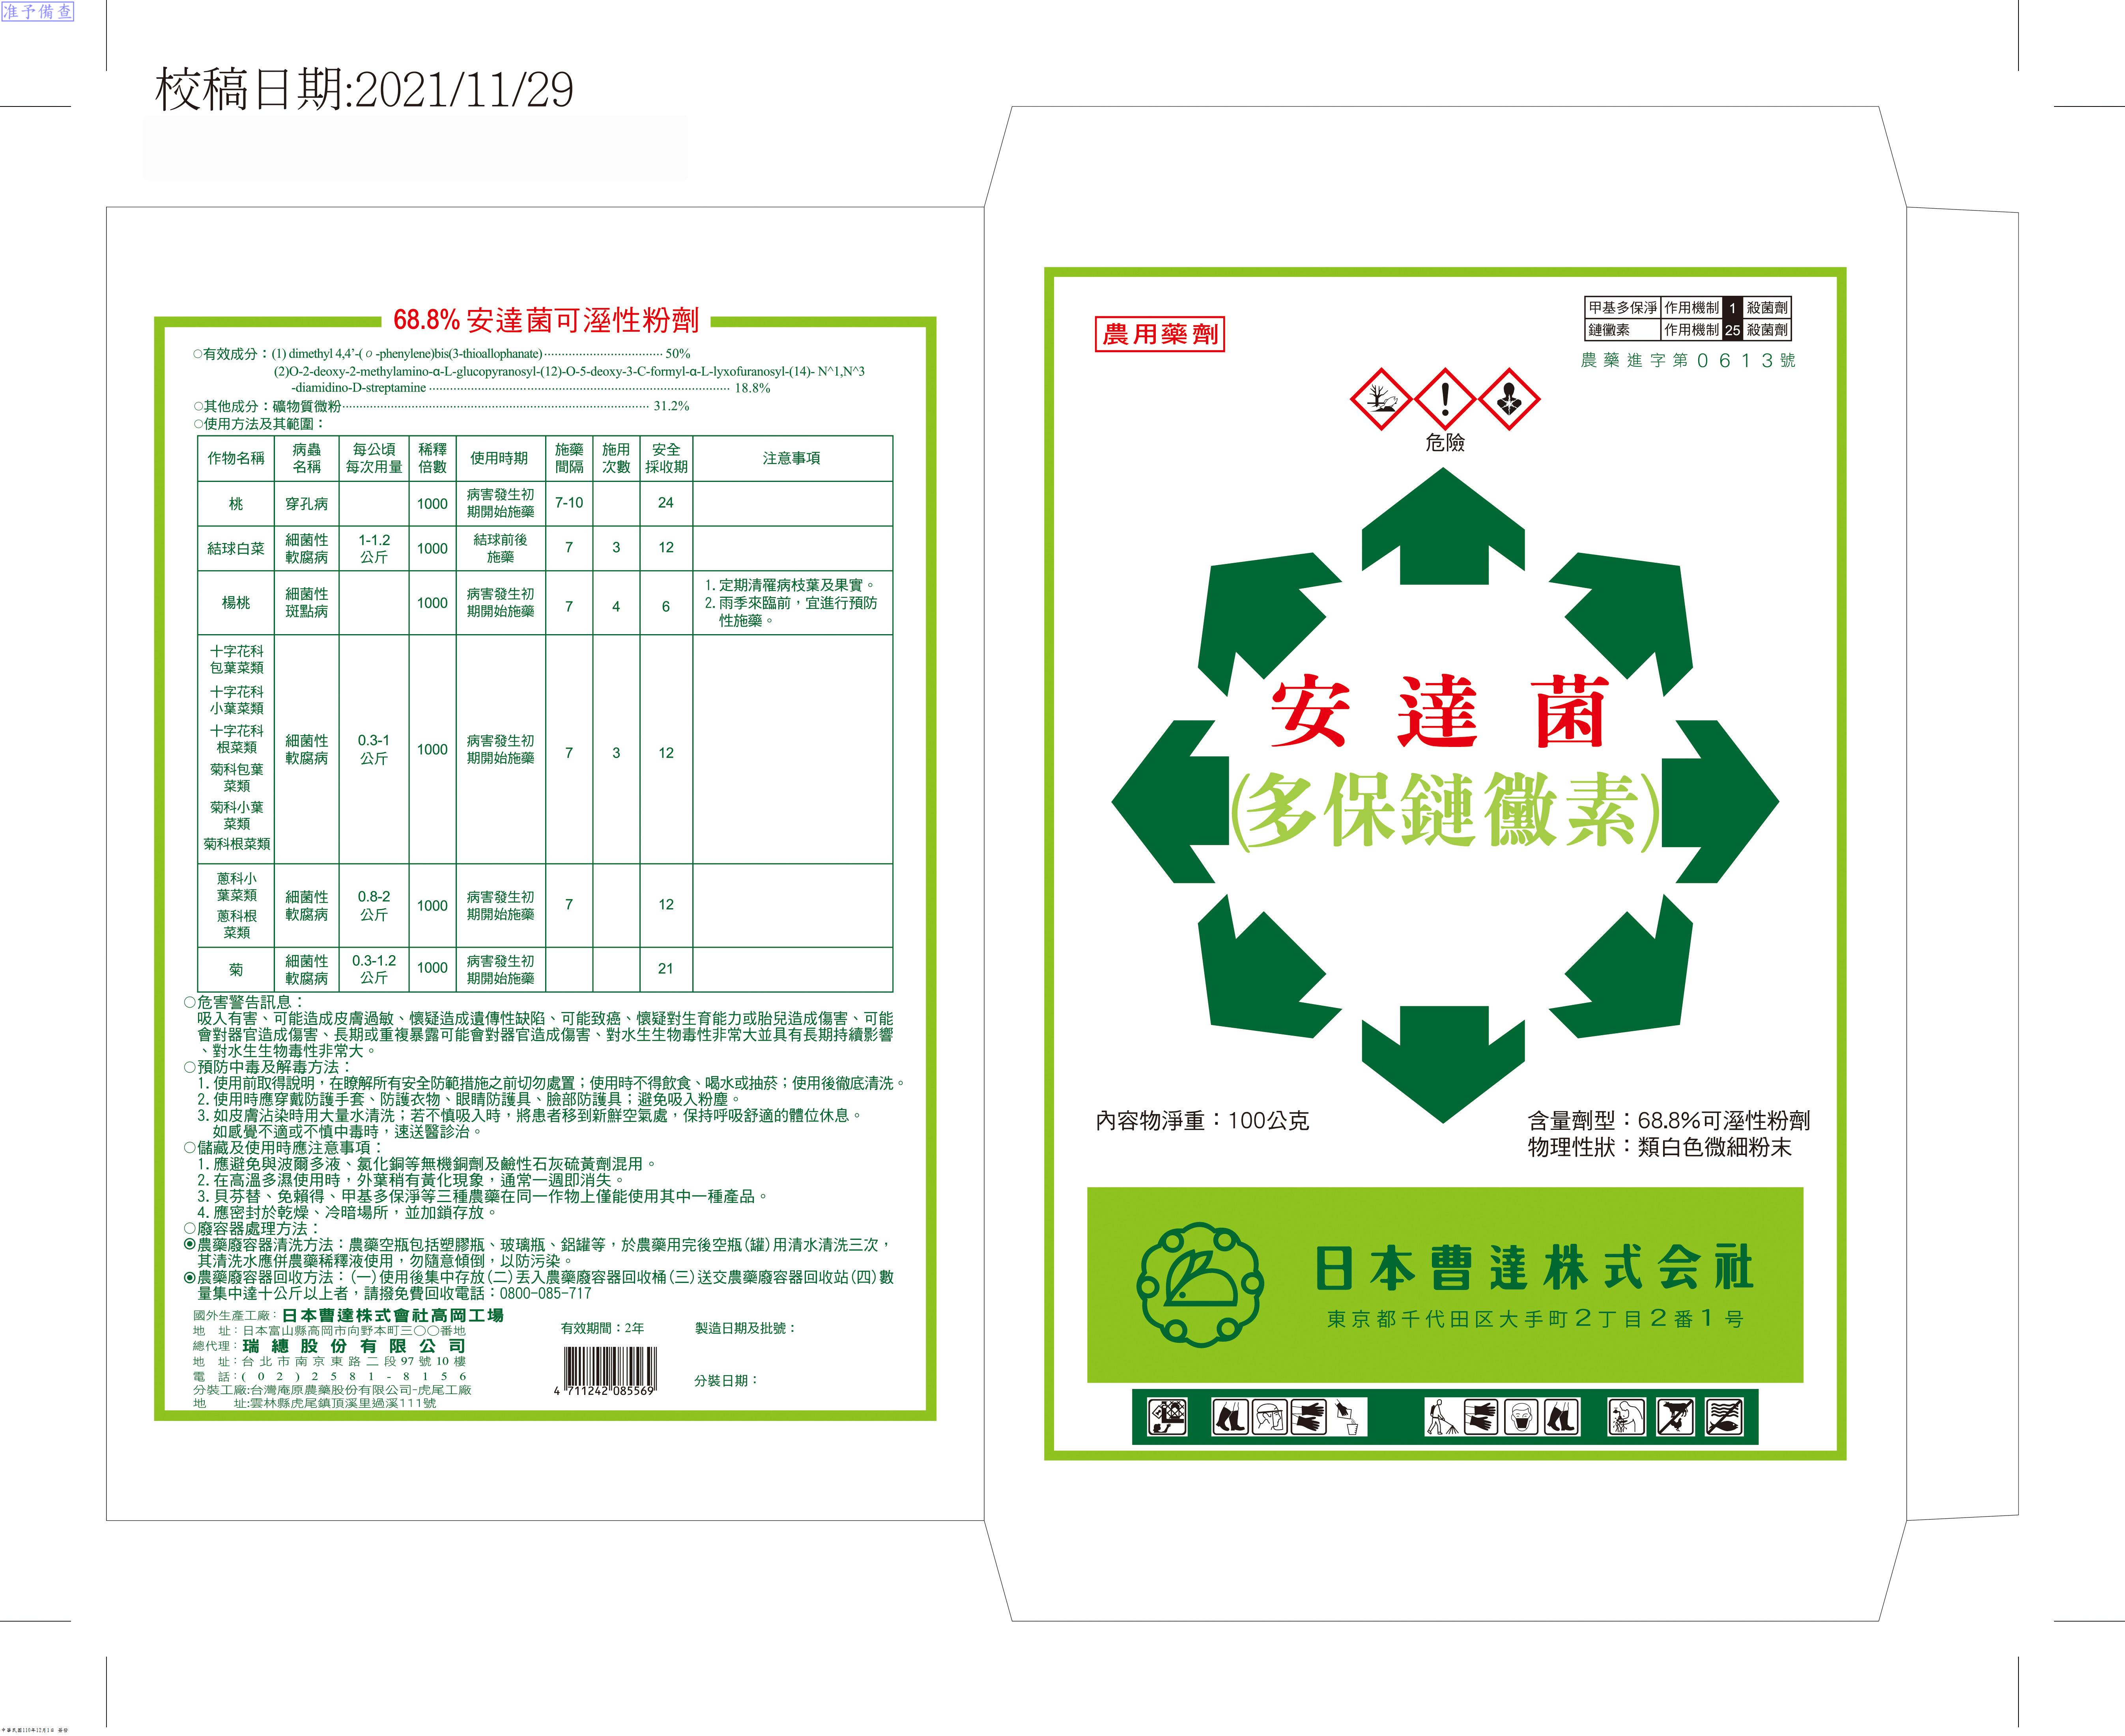 准予備查
校稿日期:2021/11/29
68.8% 安達菌可溼性粉劑
○有效成分：(1) dimethyl 4,4’-(ο-phenylene)bis(3-thioallophanate)⋯⋯⋯⋯⋯⋯⋯⋯⋯⋯ 50%
(2)O-2-deoxy-2-methylamino-α-L-glucopyranosyl-(12)-O-5-deoxy-3-C-formyl-α-L-lyxofuranosyl-(14)- N^1,N^3
-diamidino-D-streptamine ⋯⋯⋯⋯⋯⋯⋯⋯⋯⋯⋯⋯⋯⋯⋯⋯ 18.8%
○其他成分：礦物質微粉⋯⋯⋯⋯⋯⋯⋯⋯⋯⋯⋯⋯⋯⋯⋯⋯ 31.2%
○使用方法及其範圍：
作物名稱 病蟲名稱 每公頃每次用量 稀釋倍數 使用時期 施藥間隔 施用次數 安全採收期 注意事項
桃 穿孔病 1000 病害發生初期開始施藥 7-10 24
結球白菜 細菌性軟腐病 1-1.2公斤 1000 結球前後施藥 7 3 12
楊桃 細菌性斑點病 1000 病害發生初期開始施藥 7 4 6 1. 定期清罹病枝葉及果實。
2. 雨季來臨前，宜進行預防
性施藥。
十字花科
包葉菜類
十字花科
小葉菜類
十字花科
根菜類
菊科包葉
菜類
菊科小葉
菜類
菊科根菜類
細菌性軟腐病 0.3-1公斤 1000 病害發生初期開始施藥 7 3 12
蔥科小
葉菜類
蔥科根
菜類
細菌性軟腐病 0.8-2公斤 1000 病害發生初期開始施藥 7 12
菊 細菌性軟腐病 0.3-1.2公斤 1000 病害發生初期開始施藥 21
○危害警告訊息：
吸入有害、可能造成皮膚過敏、懷疑造成遺傳性缺陷、可能致癌、懷疑對生育能力或胎兒造成傷害、可能
會對器官造成傷害、長期或重複暴露可能會對器官造成傷害、對水生生物毒性非常大並具有長期持續影響
、對水生生物毒性非常大。
○預防中毒及解毒方法：
1. 使用前取得說明，在瞭解所有安全防範措施之前切勿處置；使用時不得飲食、喝水或抽菸；使用後徹底清洗。
2. 使用時應穿戴防護手套、防護衣物、眼睛防護具、臉部防護具；避免吸入粉塵。
3. 如皮膚沾染時用大量水清洗；若不慎吸入時，將患者移到新鮮空氣處，保持呼吸舒適的體位休息。
如感覺不適或不慎中毒時，速送醫診治。
○儲藏及使用時應注意事項：
1. 應避免與波爾多液、氯化銅等無機銅劑及鹼性石灰硫黃劑混用。
2. 在高溫多濕使用時，外葉稍有黃化現象，通常一週即消失。
3. 貝芬替、免賴得、甲基多保淨等三種農藥在同一作物上僅能使用其中一種產品。
4. 應密封於乾燥、冷暗場所，並加鎖存放。
○廢容器處理方法：
◉農藥廢容器清洗方法：農藥空瓶包括塑膠瓶、玻璃瓶、鋁罐等，於農藥用完後空瓶(罐)用清水清洗三次，
其清洗水應併農藥稀釋液使用，勿隨意傾倒，以防污染。
◉農藥廢容器回收方法：(一)使用後集中存放(二)丟入農藥廢容器回收桶(三)送交農藥廢容器回收站(四)數
量集中達十公斤以上者，請撥免費回收電話：0800-085-717
國外生產工廠：日本曹達株式會社高岡工場
地　址：日本富山縣高岡市向野本町三○○番地
總代理：瑞繐股份有限公司
地　址：台北市南京東路二段97號10樓
電　話：(02)2581-8156
分裝工廠:台灣庵原農藥股份有限公司-虎尾工廠
地　　址:雲林縣虎尾鎮頂溪里過溪111號
有效期間：2年
製造日期及批號：
分裝日期：
4 711242 085569
農用藥劑
甲基多保淨 作用機制 1 殺菌劑
鏈黴素 作用機制 25 殺菌劑
農藥進字第0613號
危險
安達菌
(多保鏈黴素)
內容物淨重：100公克
含量劑型：68.8%可溼性粉劑
物理性狀：類白色微細粉末
日本曹達株式会社
東京都千代田区大手町2丁目2番1号
中華民國110年12月1日